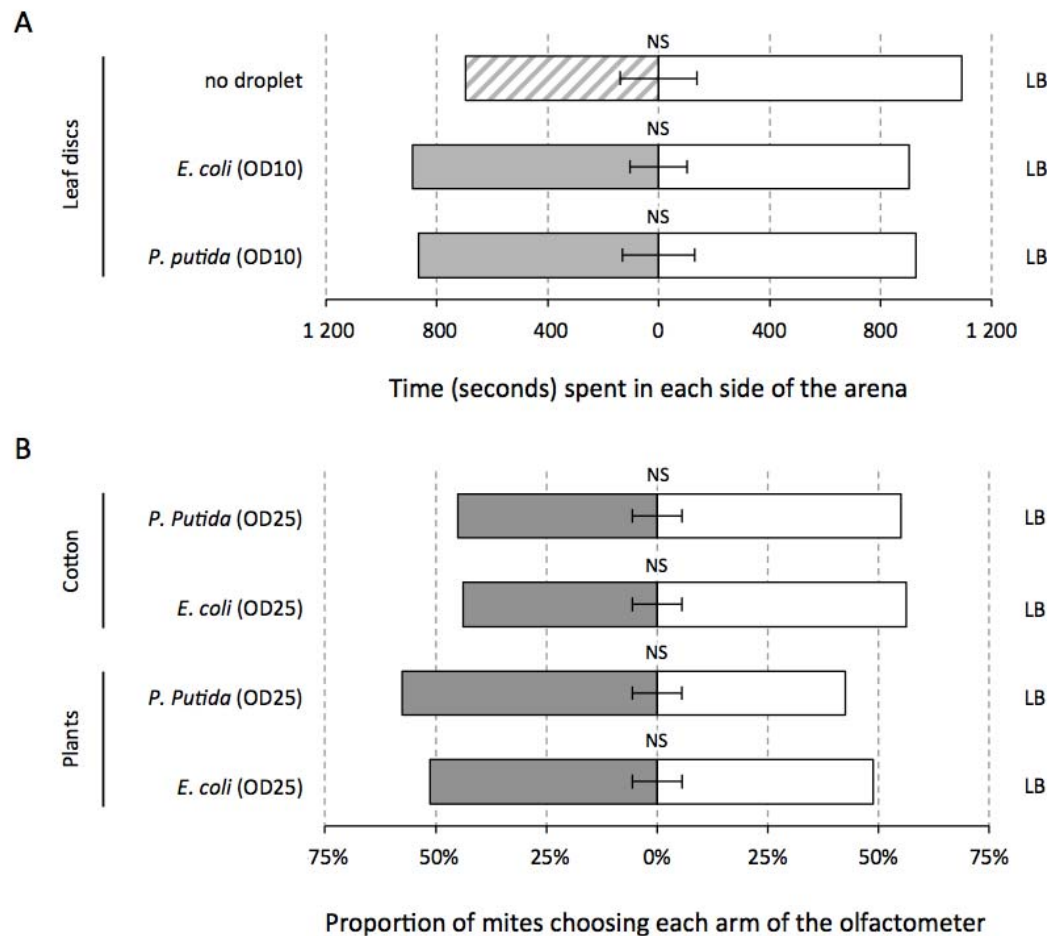 A
Leaf discs
NS
no droplet LB
NS
E. coli (OD10) LB
NS
P. putida (OD10) LB
1 200 800 400 0 400 800 1 200
Time (seconds) spent in each side of the arena
B
Cotton
NS
P. Putida (OD25) LB
NS
E. coli (OD25) LB
Plants
NS
P. Putida (OD25) LB
NS
E. coli (OD25) LB
75% 50% 25% 0% 25% 50% 75%
Proportion of mites choosing each arm of the olfactometer